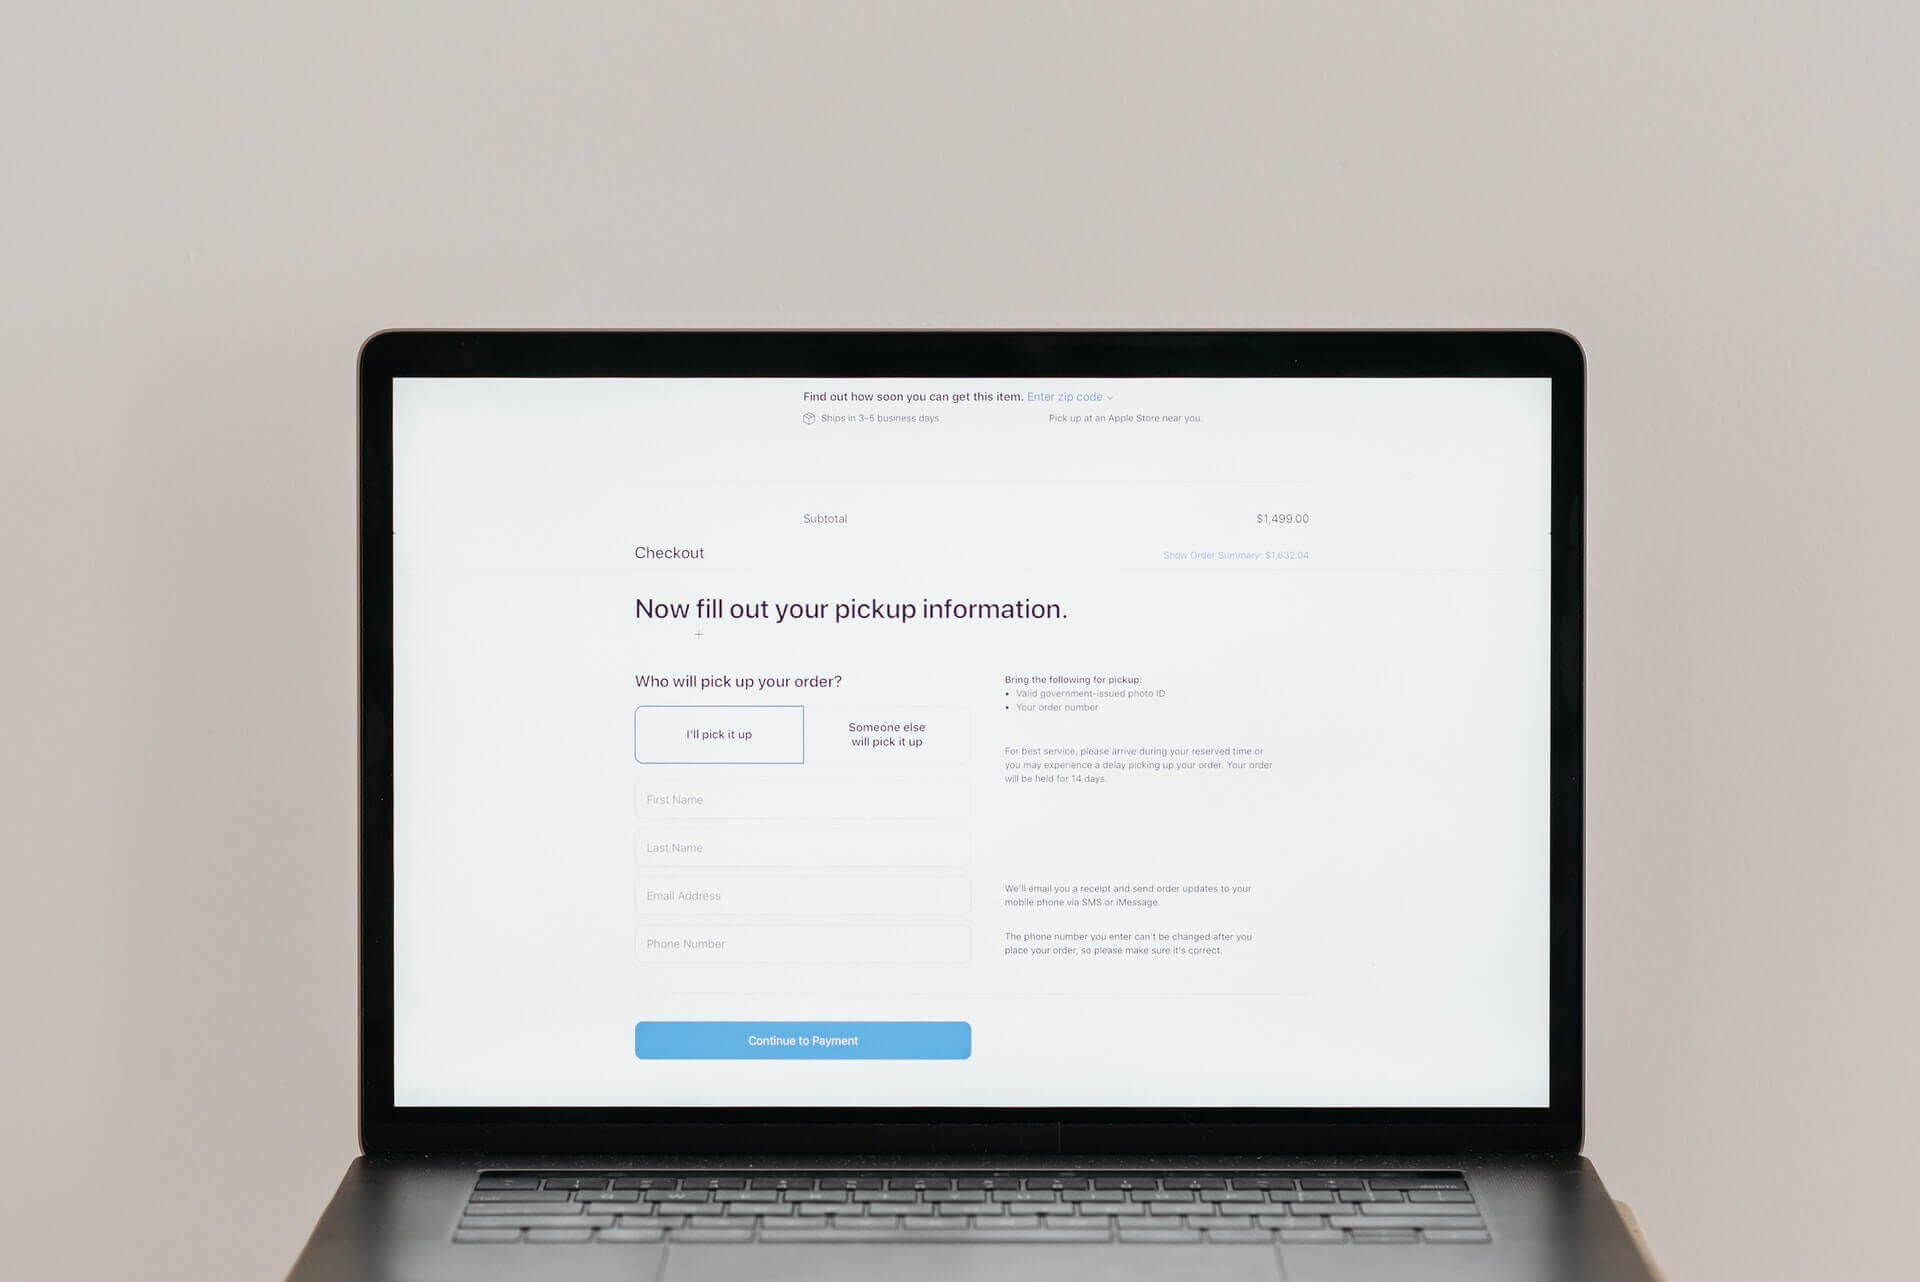 Find out how soon you can get this item. Enter zip code
Ships in 3–5 business days.
Pick up at an Apple Store near you.
Subtotal
$1,499.00
Checkout
Show Order Summary: $1,632.04
Now fill out your pickup information.
Who will pick up your order?
I'll pick it up
Someone else
will pick it up
First Name
Last Name
Email Address
Phone Number
Bring the following for pickup:
• Valid government-issued photo ID
• Your order number
For best service, please arrive during your reserved time or
you may experience a delay picking up your order. Your order
will be held for 14 days.
We'll email you a receipt and send order updates to your
mobile phone via SMS or iMessage.
The phone number you enter can't be changed after you
place your order, so please make sure it's correct.
Continue to Payment